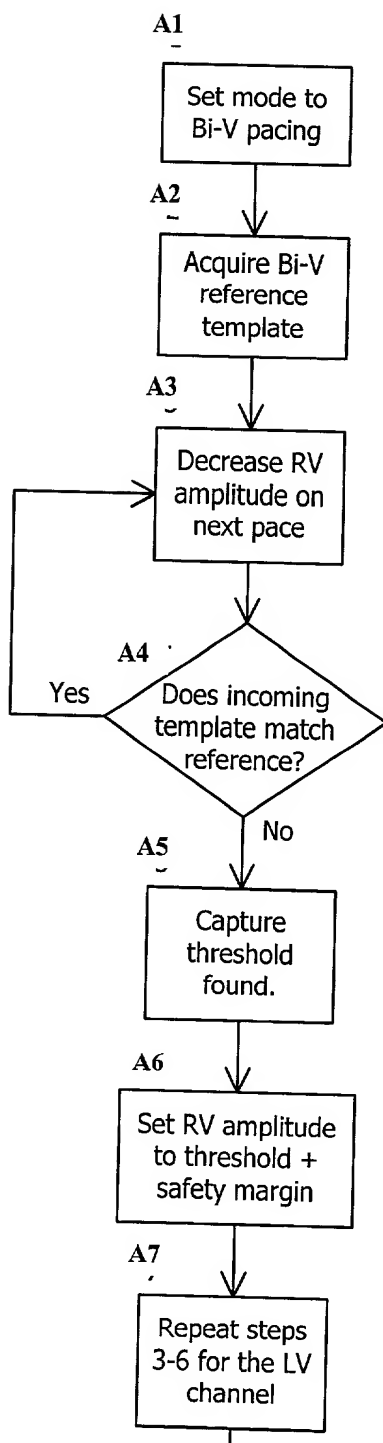 A1
Set mode to
Bi-V pacing
A2
Acquire Bi-V
reference
template
A3
Decrease RV
amplitude on
next pace
A4
Yes
Does incoming
template match
reference?
No
A5
Capture
threshold
found.
A6
Set RV amplitude
to threshold +
safety margin
A7
Repeat steps
3-6 for the LV
channel